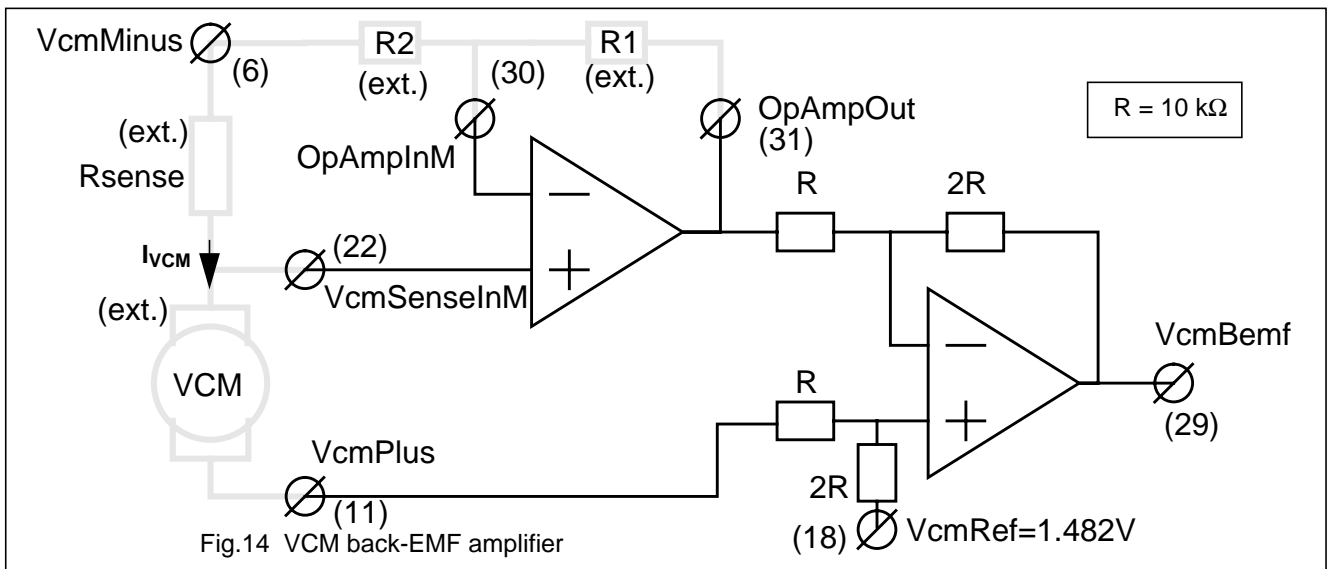 VcmMinus
(6)
R2
(ext.)
R1
(ext.)
(30)
OpAmpInM
OpAmpOut
(31)
R = 10 kΩ
(ext.)
Rsense
R
2R
IVCM
(22)
VcmSenseInM
(ext.)
VCM
VcmBemf
(29)
R
VcmPlus
(11)
2R
(18)
VcmRef=1.482V
Fig.14 VCM back-EMF amplifier